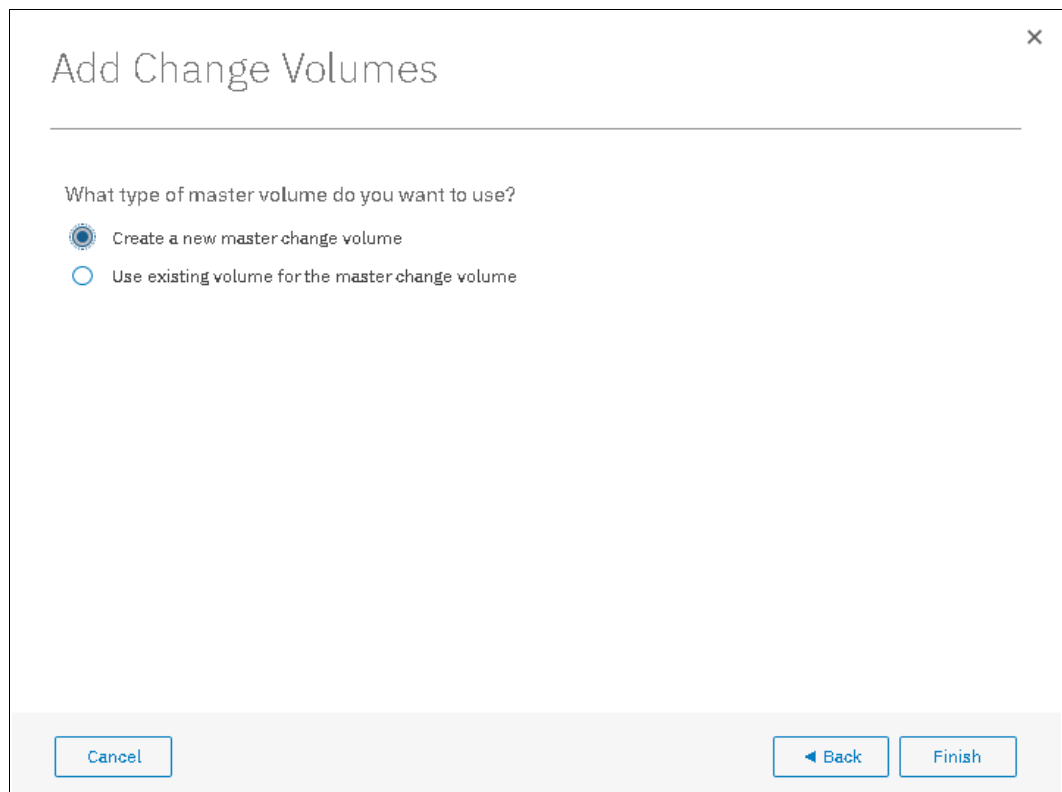 Add Change Volumes
What type of master volume do you want to use?
Create a new master change volume
Use existing volume for the master change volume
Cancel
Back
Finish